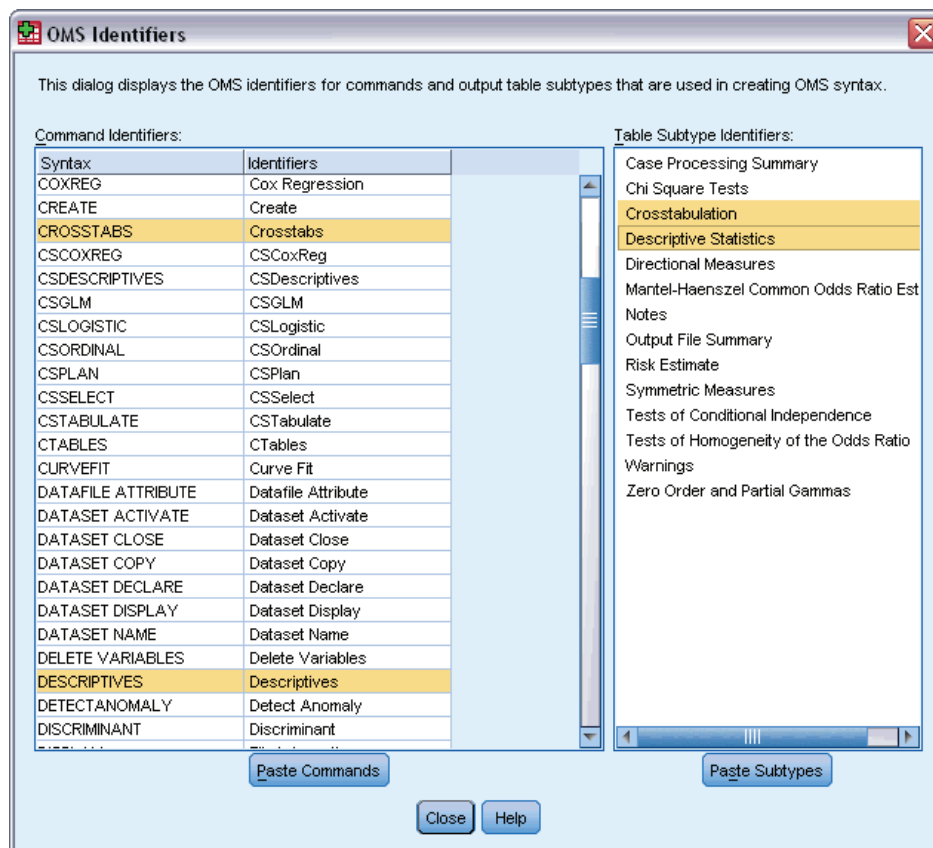 OMS Identifiers
This dialog displays the OMS identifiers for commands and output table subtypes that are used in creating OMS syntax.
Command Identifiers:
Syntax Identifiers
COXREG Cox Regression
CREATE Create
CROSSTABS Crosstabs
CSCOXREG CSCoxReg
CSDESCRIPTIVES CSDescriptives
CSGLM CSGLM
CSLOGISTIC CSLogistic
CSORDINAL CSOrdinal
CSPLAN CSPlan
CSSELECT CSSelect
CSTABULATE CSTabulate
CTABLES CTables
CURVEFIT Curve Fit
DATAFILE ATTRIBUTE Datafile Attribute
DATASET ACTIVATE Dataset Activate
DATASET CLOSE Dataset Close
DATASET COPY Dataset Copy
DATASET DECLARE Dataset Declare
DATASET DISPLAY Dataset Display
DATASET NAME Dataset Name
DELETE VARIABLES Delete Variables
DESCRIPTIVES Descriptives
DETECTANOMALY Detect Anomaly
DISCRIMINANT Discriminant
Paste Commands
Table Subtype Identifiers:
Case Processing Summary
Chi Square Tests
Crosstabulation
Descriptive Statistics
Directional Measures
Mantel-Haenszel Common Odds Ratio Est
Notes
Output File Summary
Risk Estimate
Symmetric Measures
Tests of Conditional Independence
Tests of Homogeneity of the Odds Ratio
Warnings
Zero Order and Partial Gammas
Paste Subtypes
Close Help